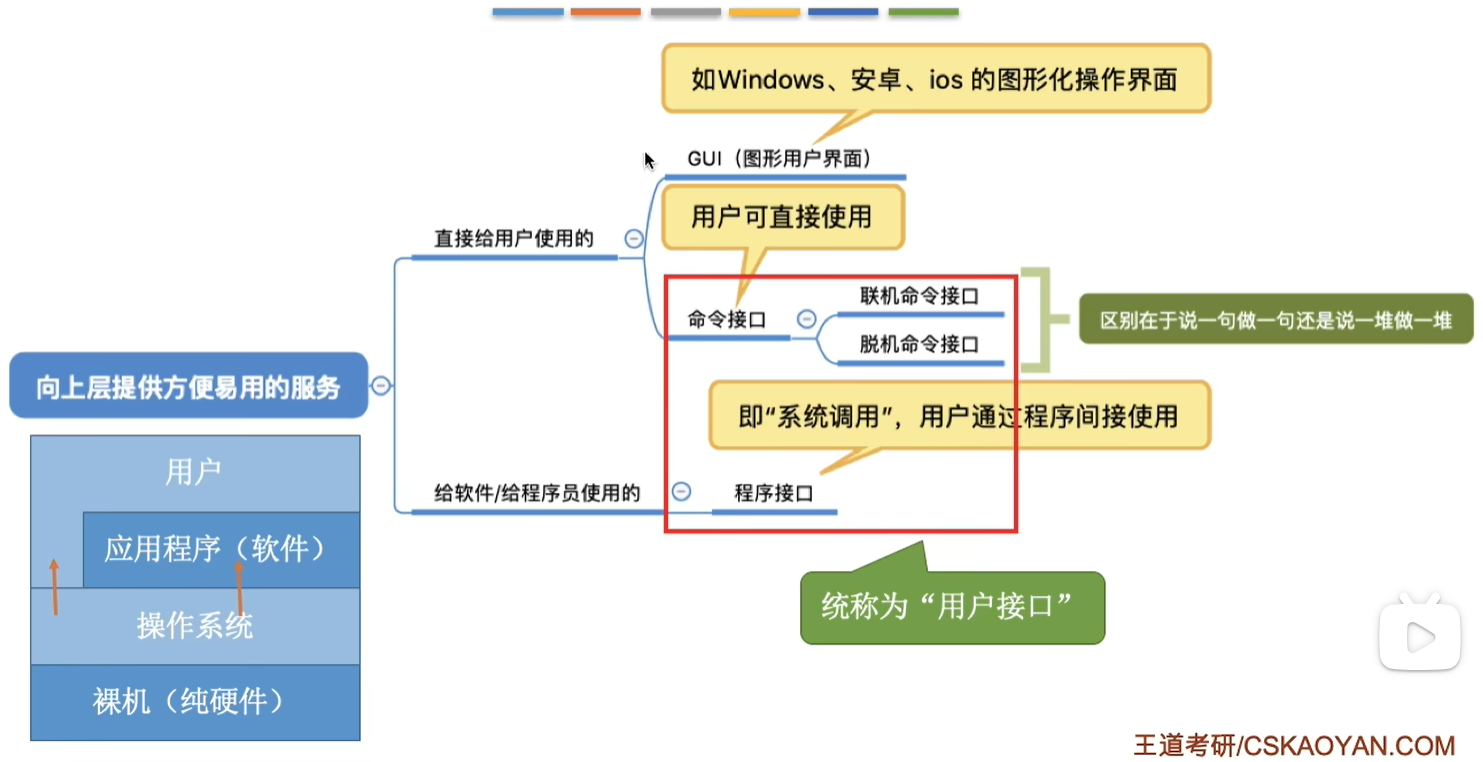 如Windows、安卓、ios 的图形化操作界面
GUI（图形用户界面）
用户可直接使用
直接给用户使用的
命令接口
联机命令接口
脱机命令接口
区别在于说一句做一句还是说一堆做一堆
向上层提供方便易用的服务
即“系统调用”，用户通过程序间接使用
给软件/给程序员使用的
程序接口
统称为“用户接口”
用户
应用程序（软件）
操作系统
裸机（纯硬件）
王道考研/CSKAOYAN.COM